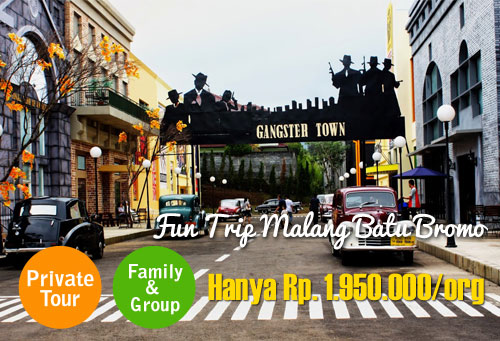 GANGSTER TOWN
Fun Trip Malang Batu Bromo
Private
Tour
Family
&
Group
Hanya Rp. 1.950.000/org